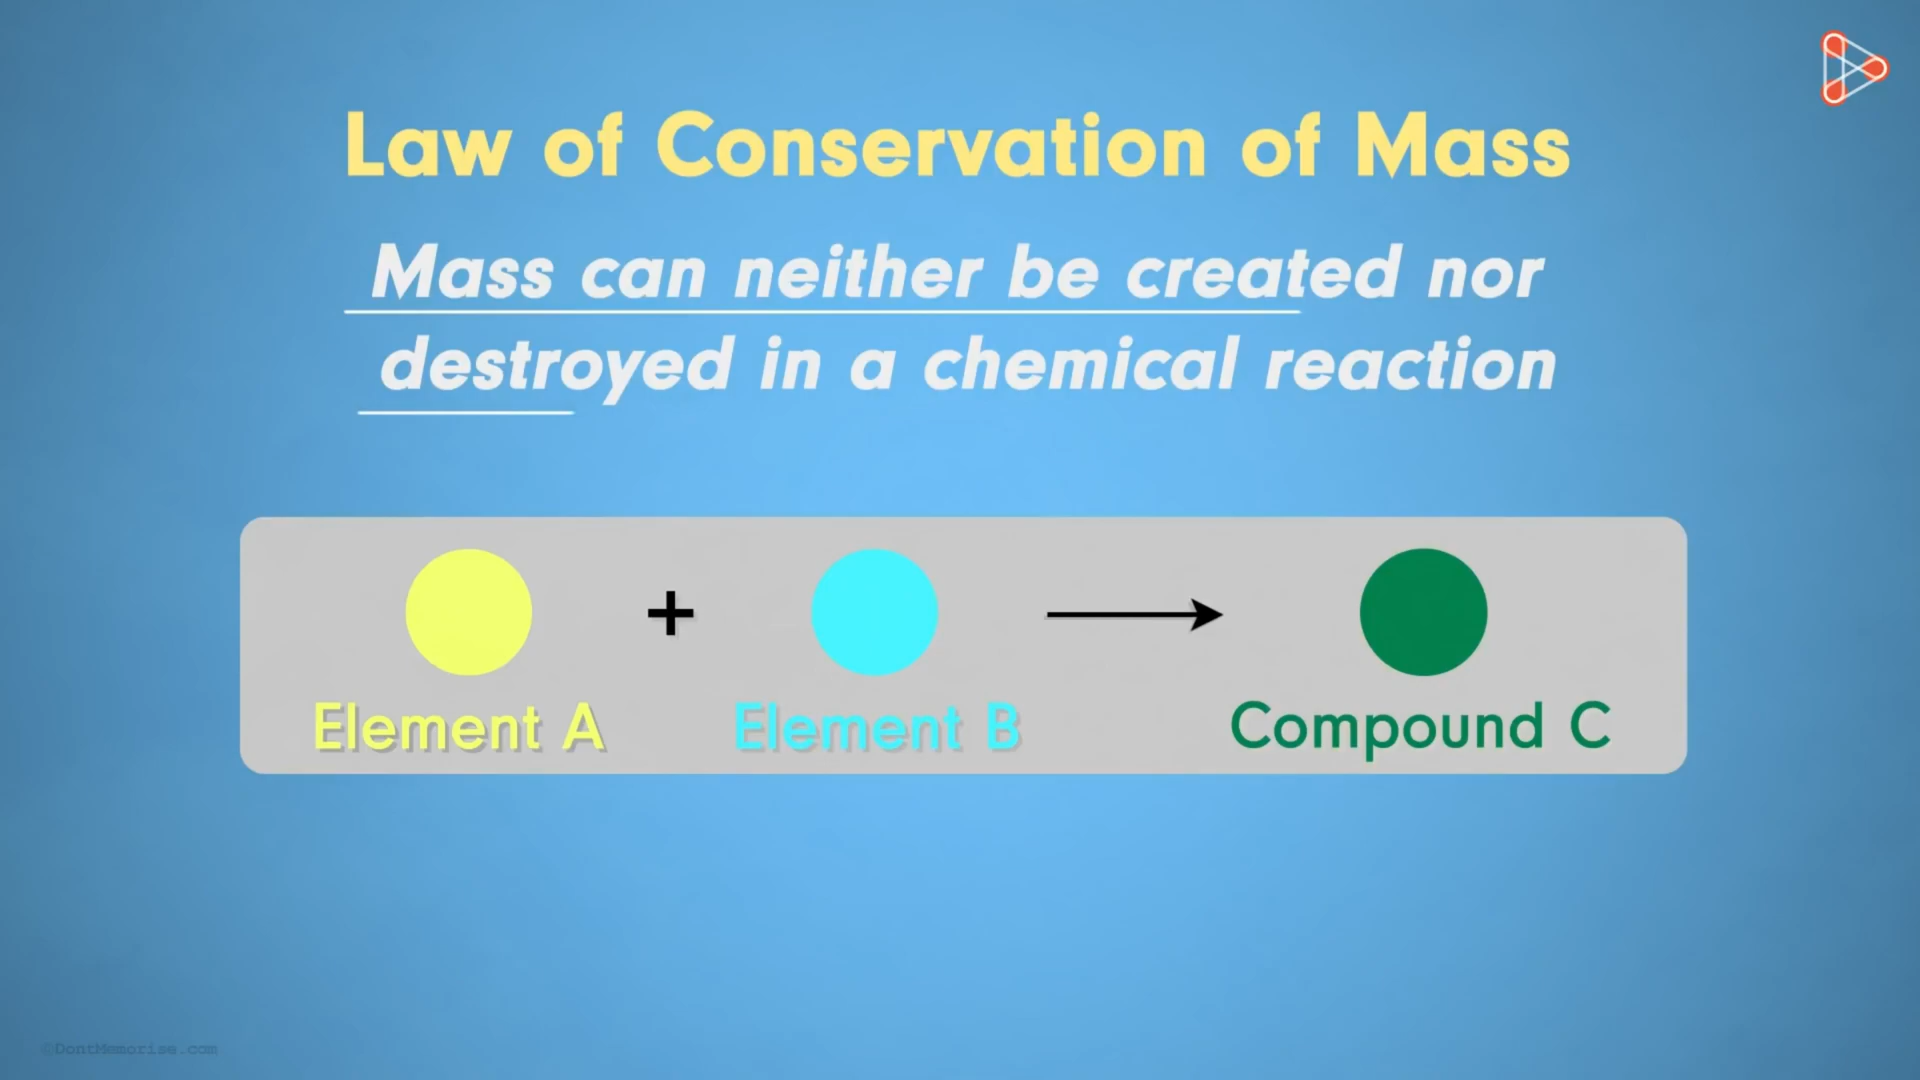 Law of Conservation of Mass
Mass can neither be created nor
destroyed in a chemical reaction
+
Element A Element B Compound C
©DontMemorise.com